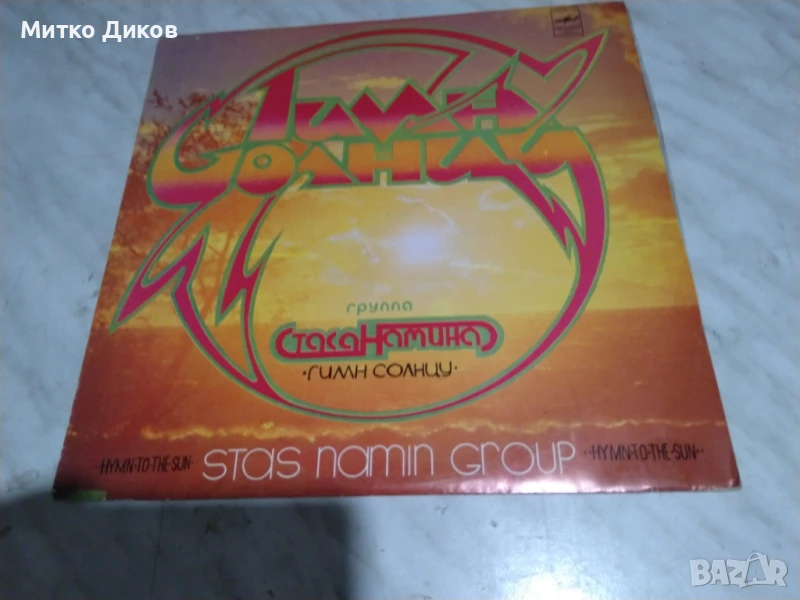 Митко Диков
Гимн
Солнцу
группа
Стаса Намина
·Гимн Солнцу·
·HYMN·TO·THE·SUN· Stas namin GROUP ·HYMN·TO·THE·SUN·
BAZAR